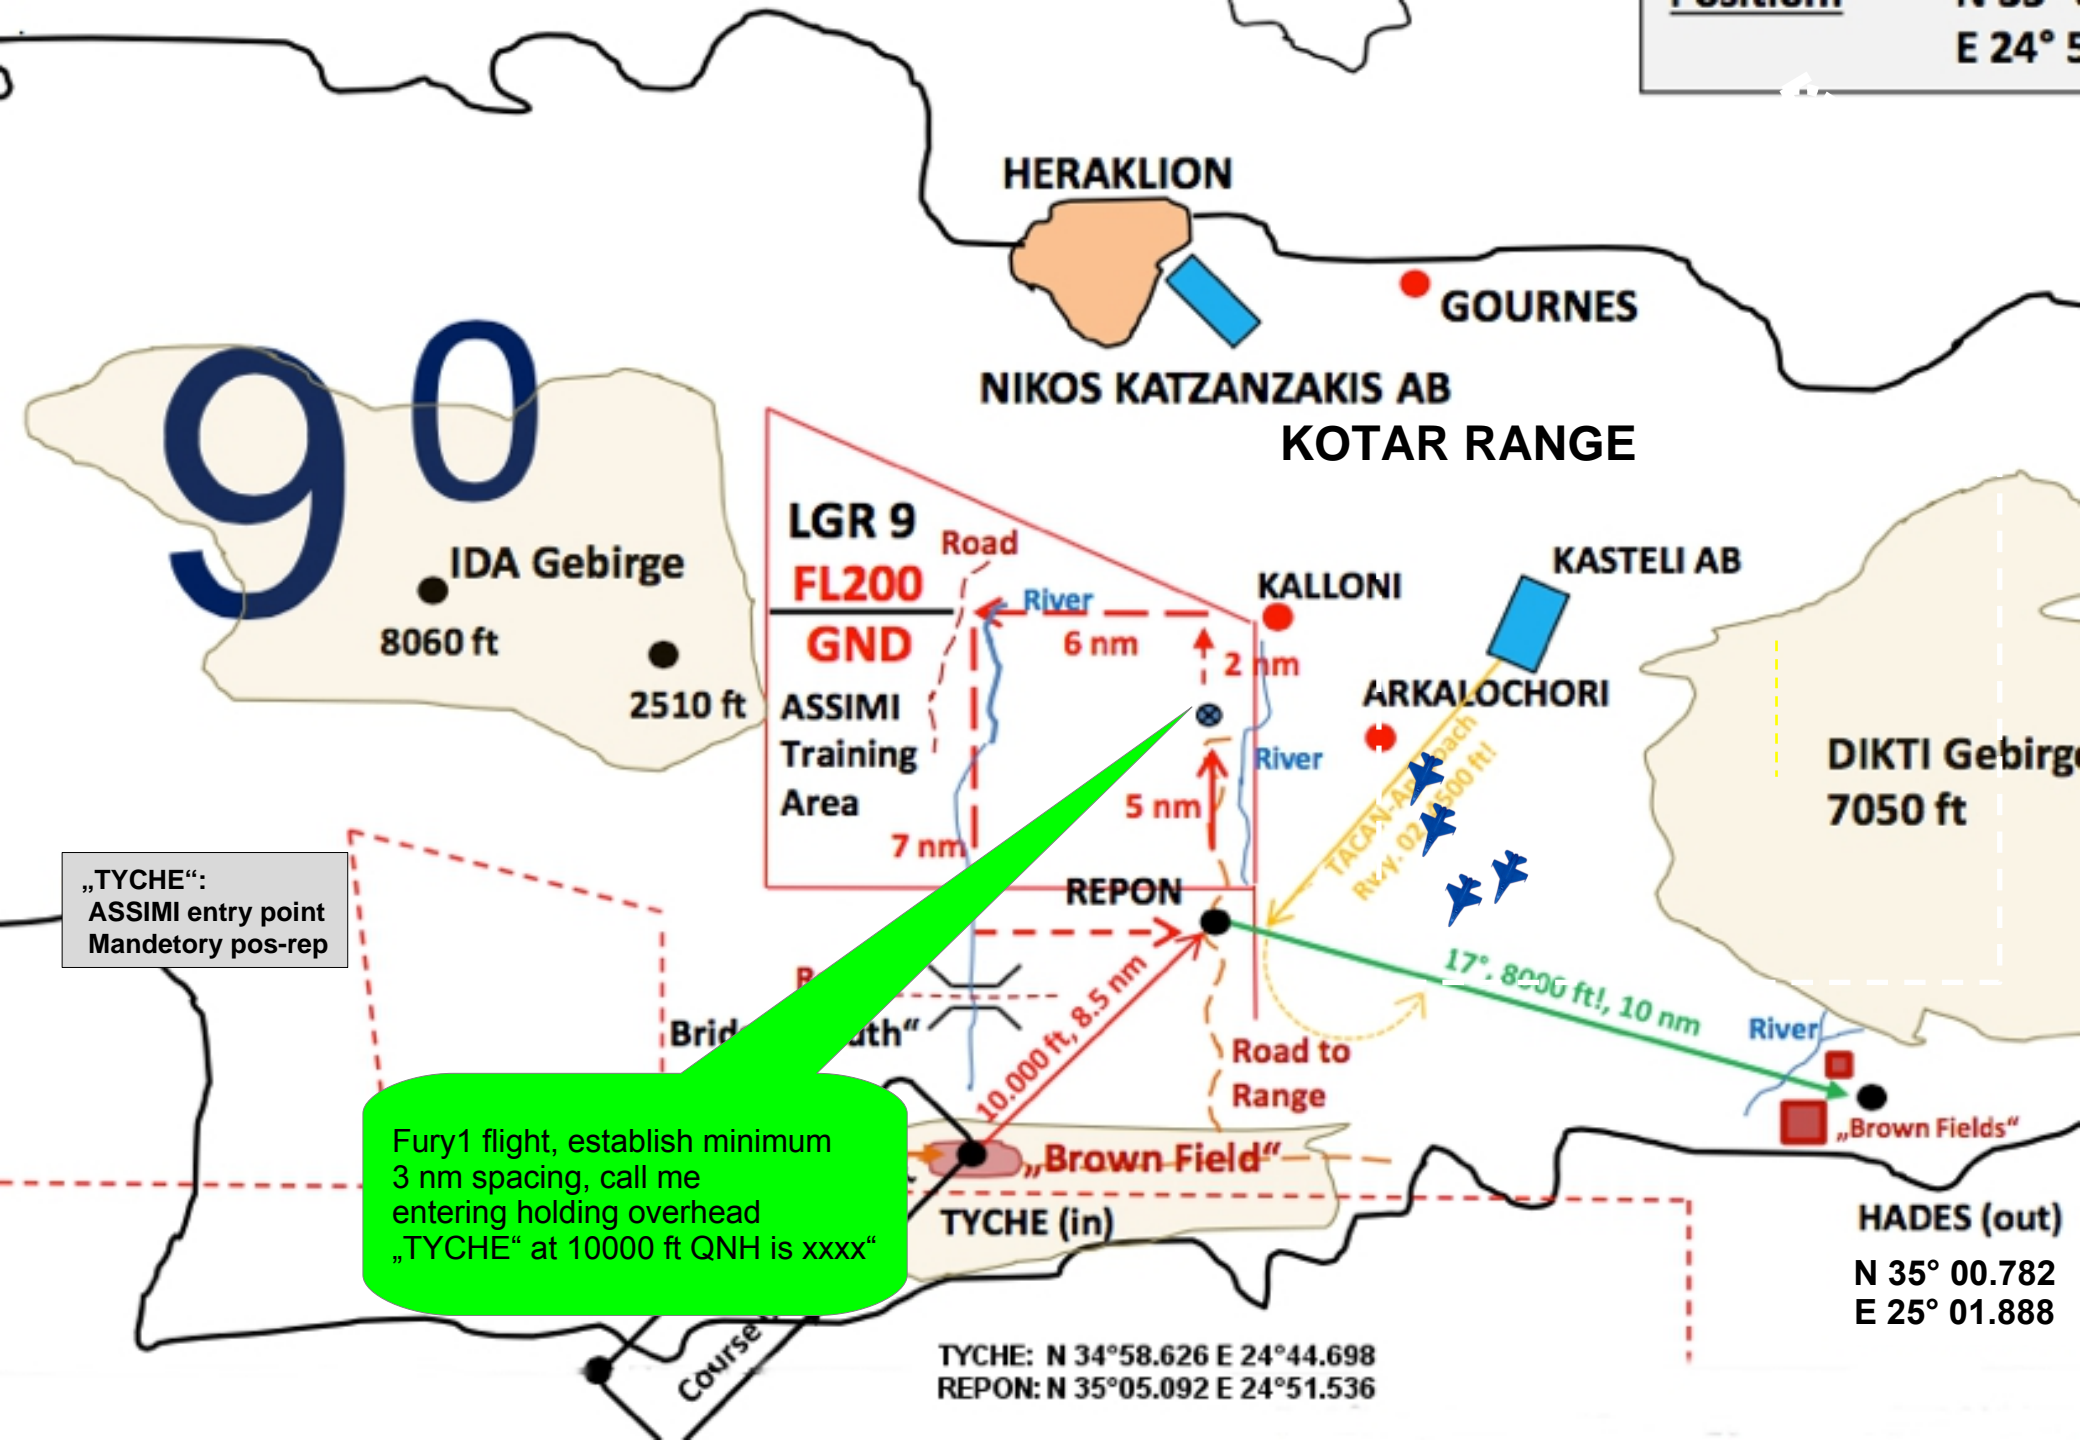 E 24° 5
HERAKLION
GOURNES
NIKOS KATZANZAKIS AB
KOTAR RANGE
90
LGR 9
Road
FL200
GND
River
6 nm
2 nm
KALLONI
KASTELI AB
IDA Gebirge
8060 ft
2510 ft
ASSIMI
Training
Area
ARKALOCHORI
River
5 nm
7 nm
DIKTI Gebirge
7050 ft
„TYCHE“:
ASSIMI entry point
Mandetory pos-rep
REPON
17°, 8000 ft!, 10 nm
10.000 ft, 8.5 nm
River
Road to
Range
„Brown Fields“
Fury1 flight, establish minimum
3 nm spacing, call me
entering holding overhead
„TYCHE“ at 10000 ft QNH is xxxx“
„Brown Field“
TYCHE (in)
HADES (out)
N 35° 00.782
E 25° 01.888
Course
TYCHE: N 34°58.626 E 24°44.698
REPON: N 35°05.092 E 24°51.536